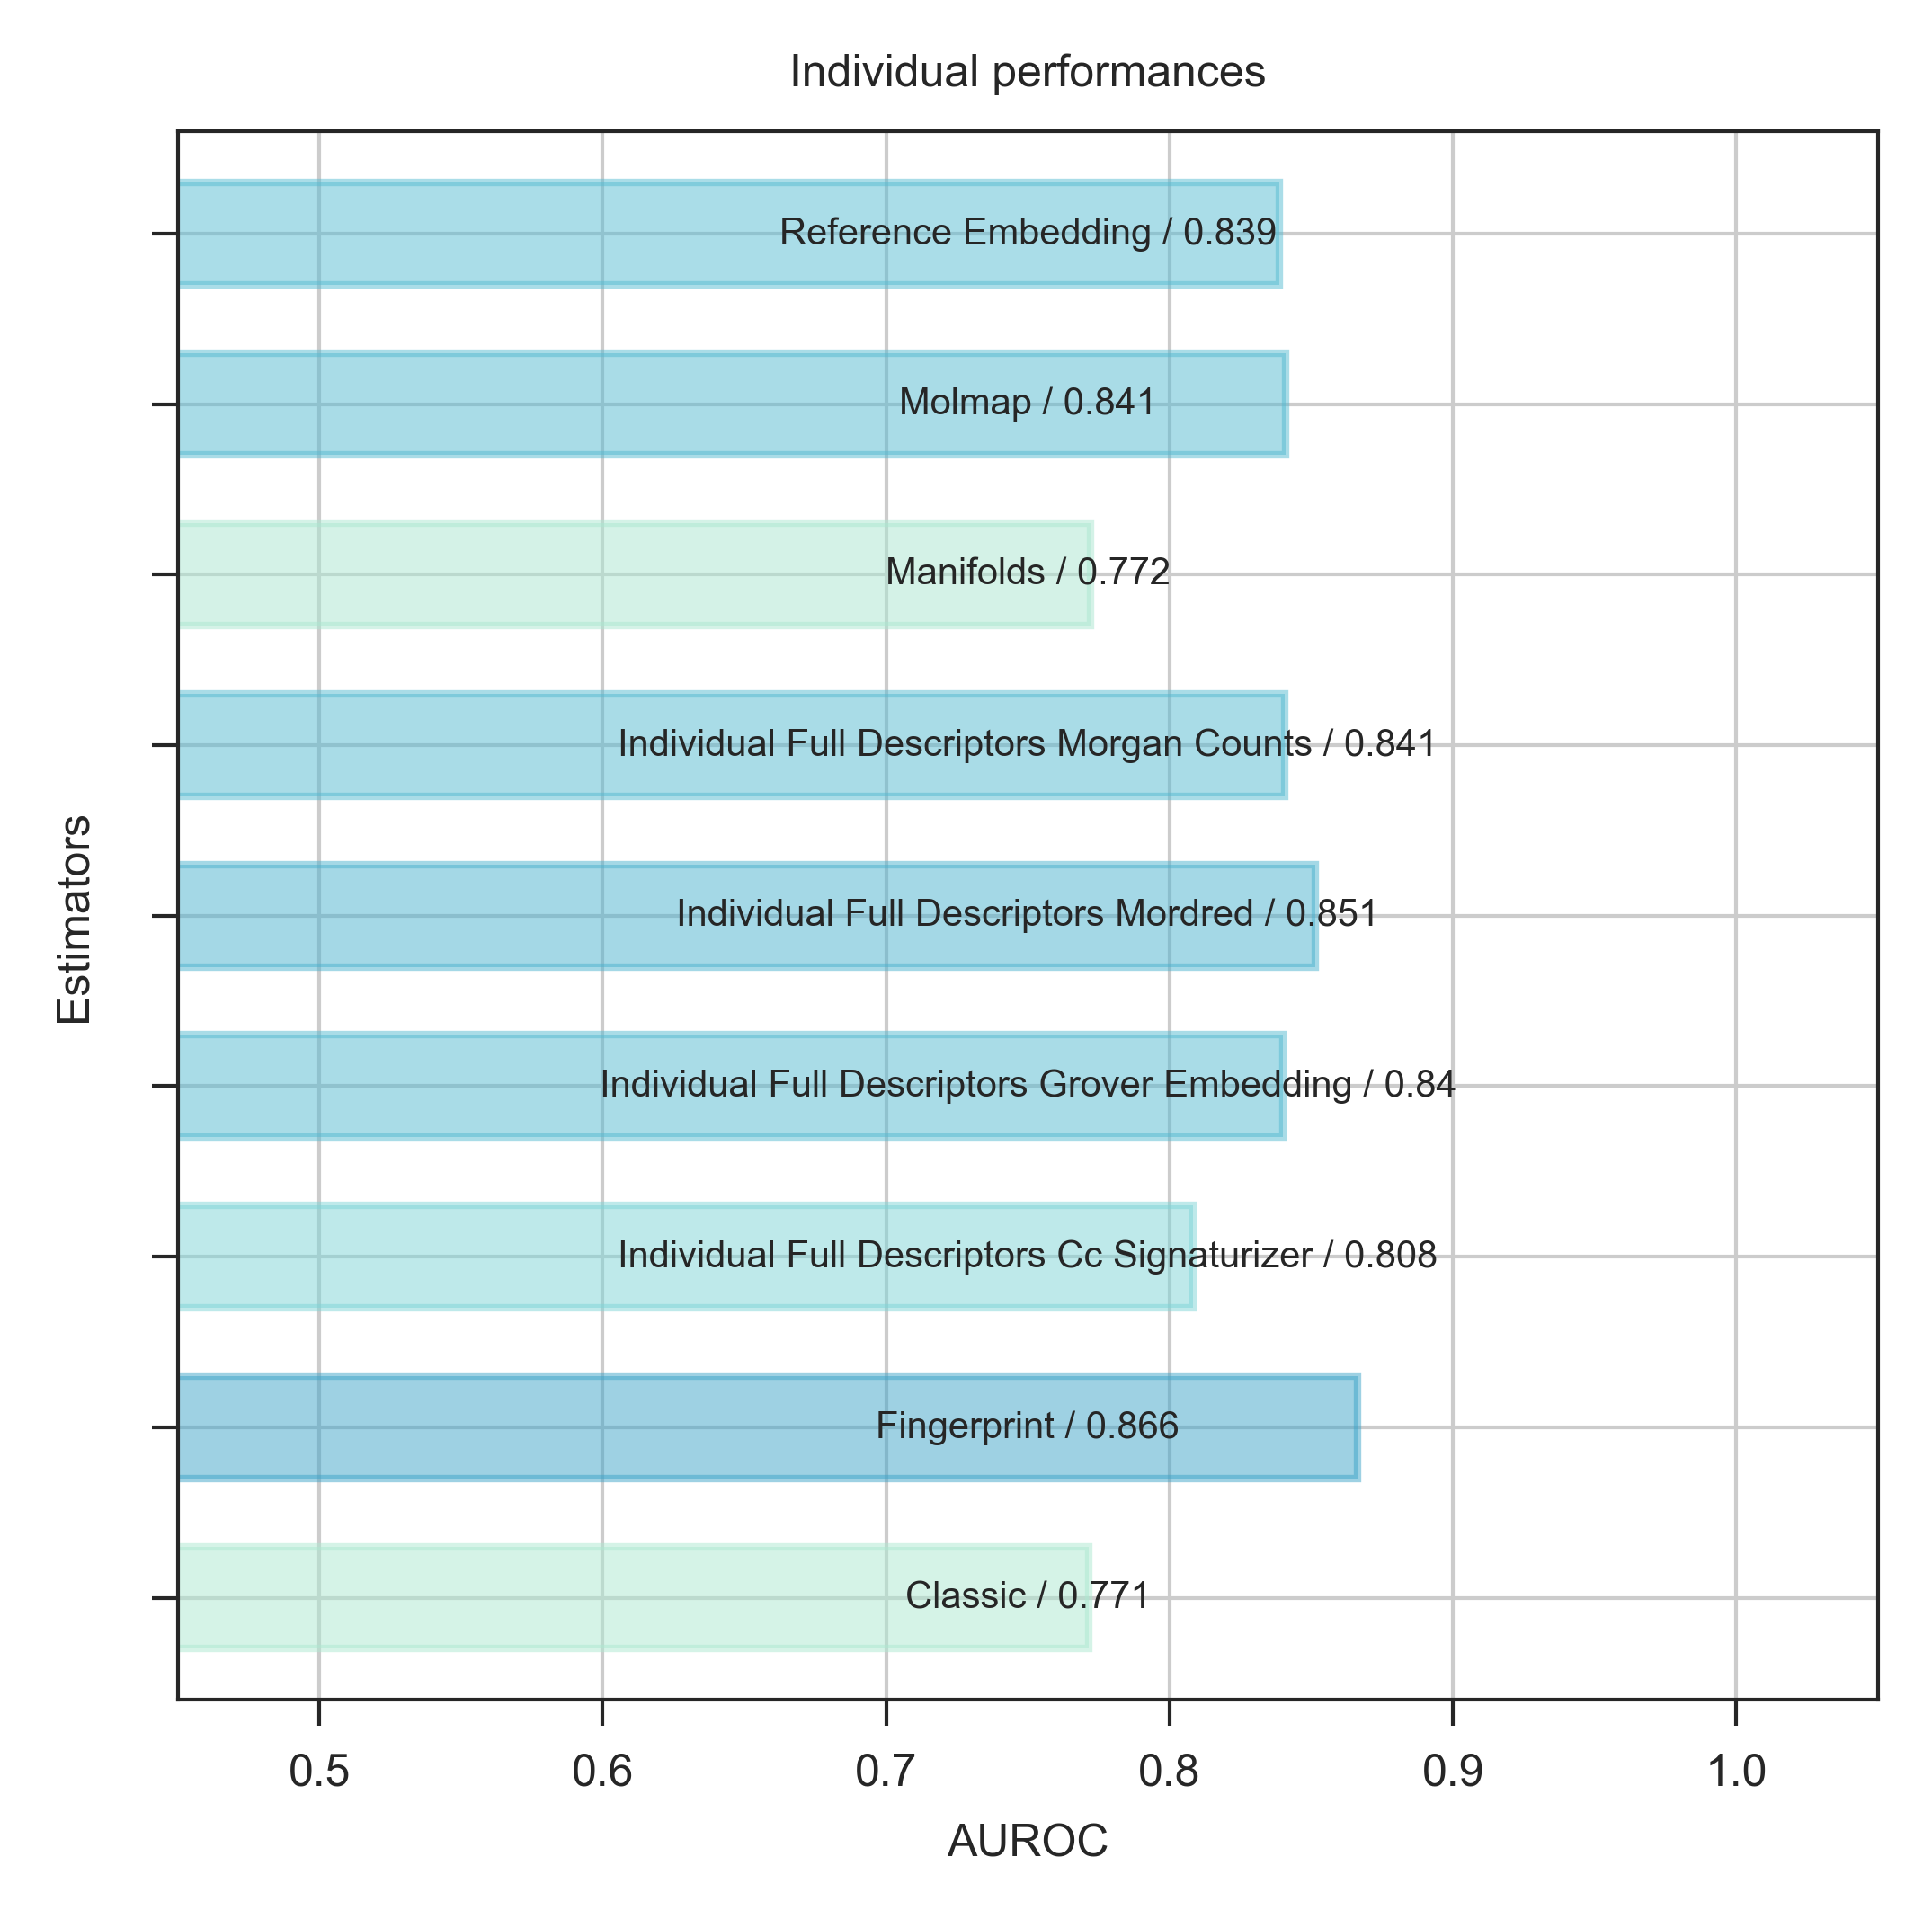 Individual performances
Reference Embedding / 0.839
Molmap / 0.841
Manifolds / 0.772
Individual Full Descriptors Morgan Counts / 0.841
Individual Full Descriptors Mordred / 0.851
Individual Full Descriptors Grover Embedding / 0.84
Individual Full Descriptors Cc Signaturizer / 0.808
Fingerprint / 0.866
Classic / 0.771
Estimators
0.5 0.6 0.7 0.8 0.9 1.0
AUROC